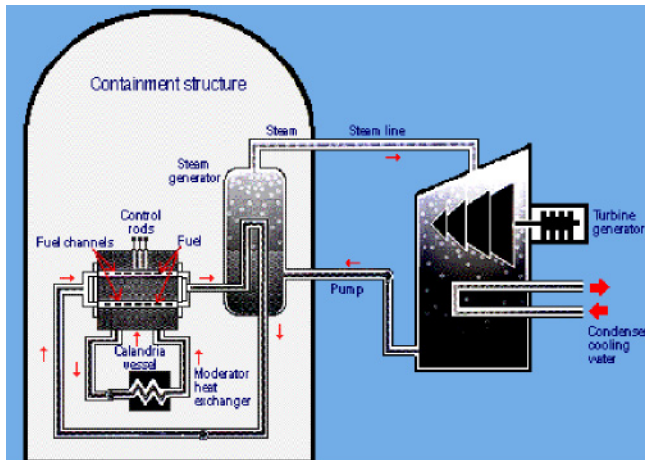 Containment structure
Steam
Steam line
Steam
generator
Control
rods
Fuel channels
Fuel
Turbine
generator
Pump
Calandria
vessel
Moderator
heat
exchanger
Condenser
cooling
water